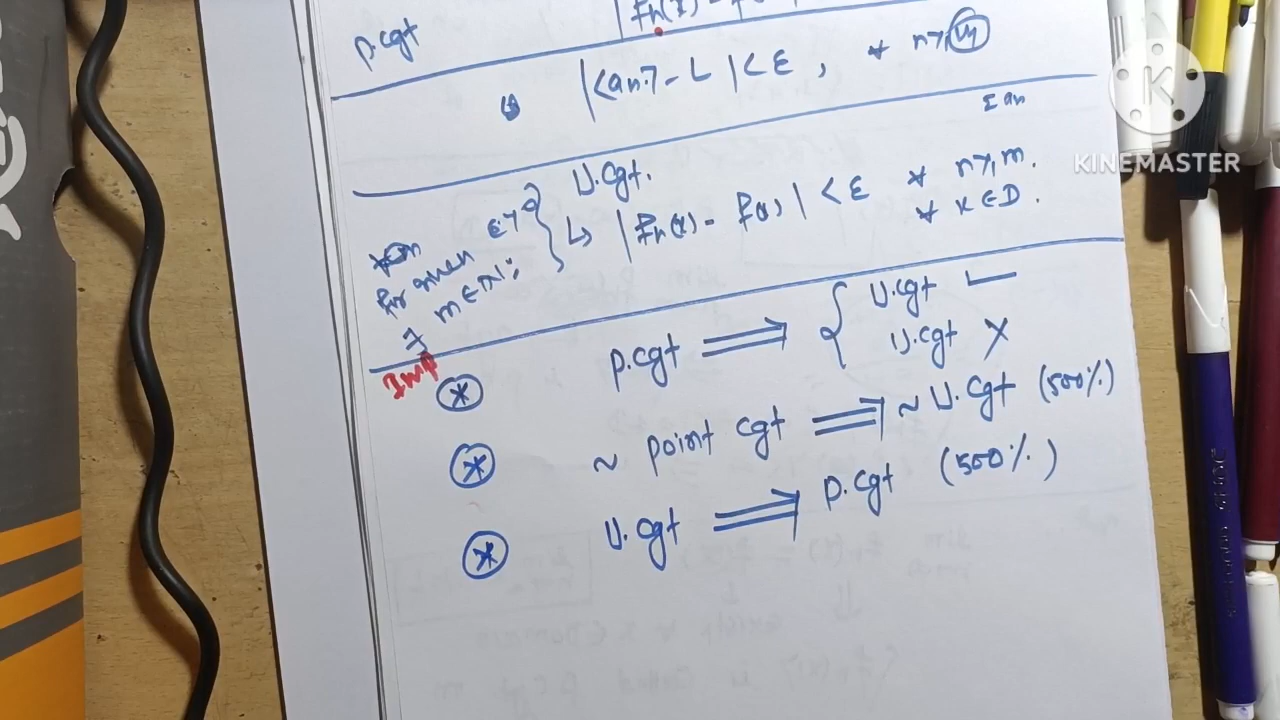 p.cgt
|<an>-L|<ε, ∀ n≥m
Σan
KINEMASTER
U.Cgt.
for given ε>0
∃ m∈N:
↳ |fn(x) - f(x)| < ε ∀ n≥m.
∀ x∈D.
Imp
(*) p.cgt ⟹ { U.cgt ✓
U.cgt ✗
(*) ~ point cgt ⟹ ~ U.Cgt (500%)
(*) U.cgt ⟹ p.cgt (500%)